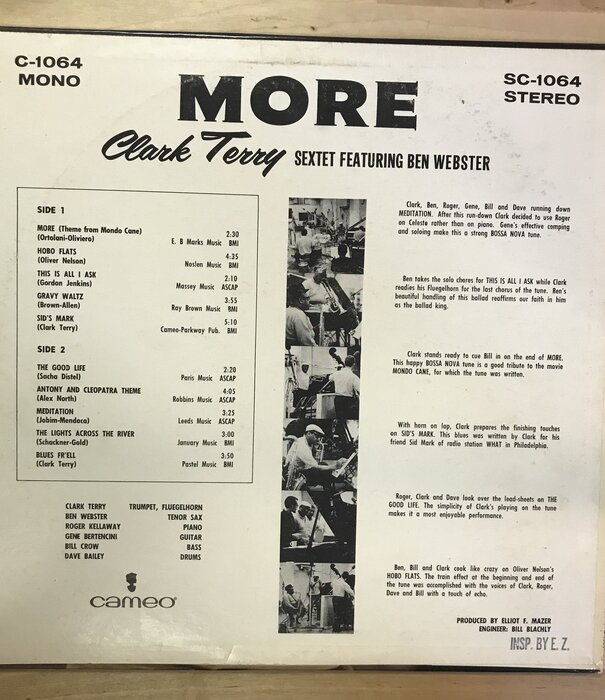 C-1064
MONO
SC-1064
STEREO
MORE
Clark Terry SEXTET FEATURING BEN WEBSTER
SIDE 1
MORE (Theme from Mondo Cane) 2:30
(Ortolani-Oliviero) E. B Marks Music BMI
HOBO FLATS 4:35
(Oliver Nelson) Noslen Music BMI
THIS IS ALL I ASK 2:10
(Gordon Jenkins) Massey Music ASCAP
GRAVY WALTZ 3:55
(Brown-Allen) Ray Brown Music BMI
SID'S MARK 5:10
(Clark Terry) Cameo-Parkway Pub. BMI
SIDE 2
THE GOOD LIFE 2:20
(Sacha Distel) Paris Music ASCAP
ANTONY AND CLEOPATRA THEME 4:05
(Alex North) Robbins Music ASCAP
MEDITATION 3:25
(Jobim-Mendoca) Leeds Music ASCAP
THE LIGHTS ACROSS THE RIVER 3:00
(Schackner-Gold) January Music BMI
BLUES FR'ELL 3:50
(Clark Terry) Pastel Music BMI
CLARK TERRY TRUMPET, FLUEGELHORN
BEN WEBSTER TENOR SAX
ROGER KELLAWAY PIANO
GENE BERTENCINI GUITAR
BILL CROW BASS
DAVE BAILEY DRUMS
cameo
Clark, Ben, Roger, Gene, Bill and Dave running down
MEDITATION. After this run-down Clark decided to use Roger
on Celeste rather than on piano. Gene's effective comping
and soloing make this a strong BOSSA NOVA tune.
Ben takes the solo chores for THIS IS ALL I ASK while Clark
readies his Fluegelhorn for the last chorus of the tune. Ben's
beautiful handling of this ballad reaffirms our faith in him
as the ballad king.
Clark stands ready to cue Bill in on the end of MORE.
This happy BOSSA NOVA tune is a good tribute to the movie
MONDO CANE, for which the tune was written.
With horn on lap, Clark prepares the finishing touches
on SID'S MARK. This blues was written by Clark for his
friend Sid Mark of radio station WHAT in Philadelphia.
Roger, Clark and Dave look over the lead-sheets on THE
GOOD LIFE. The simplicity of Clark's playing on the tune
makes it a most enjoyable performance.
Ben, Bill and Clark cook like crazy on Oliver Nelson's
HOBO FLATS. The train effect at the beginning and end of
the tune was accomplished with the voices of Clark, Roger,
Dave and Bill with a touch of echo.
PRODUCED BY ELLIOT F. MAZER
ENGINEER: BILL BLACHLY
INSP. BY E. Z.